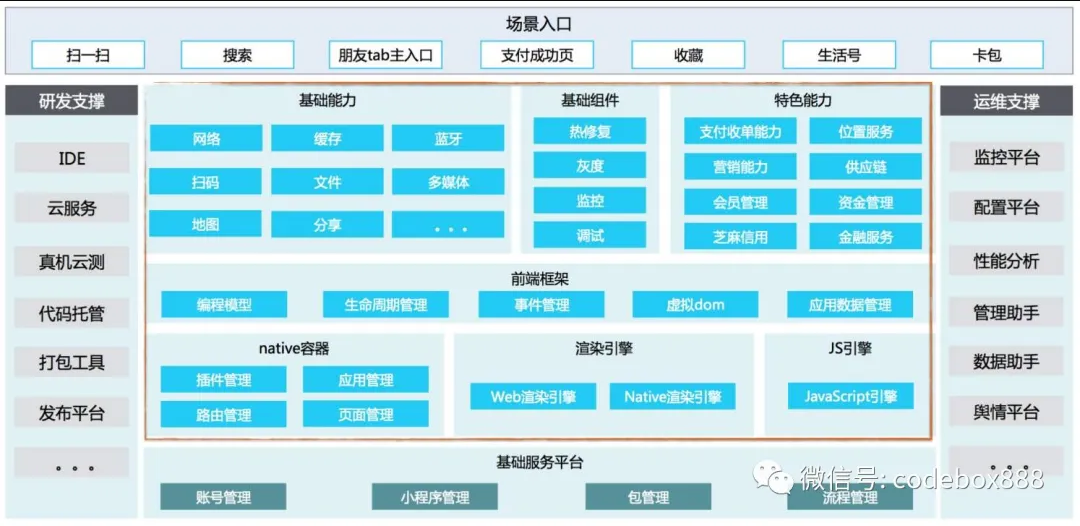 场景入口
扫一扫
搜索
朋友tab主入口
支付成功页
收藏
生活号
卡包
研发支撑
IDE
云服务
真机云测
代码托管
打包工具
发布平台
...
基础能力
网络
缓存
蓝牙
扫码
文件
多媒体
地图
分享
...
基础组件
热修复
灰度
监控
调试
特色能力
支付收单能力
位置服务
营销能力
供应链
会员管理
资金管理
芝麻信用
金融服务
前端框架
编程模型
生命周期管理
事件管理
虚拟dom
应用数据管理
native容器
插件管理
应用管理
路由管理
页面管理
渲染引擎
Web渲染引擎
Native渲染引擎
JS引擎
JavaScript引擎
基础服务平台
账号管理
小程序管理
包管理
流程管理
运维支撑
监控平台
配置平台
性能分析
管理助手
数据助手
舆情平台
...
微信号: codebox888